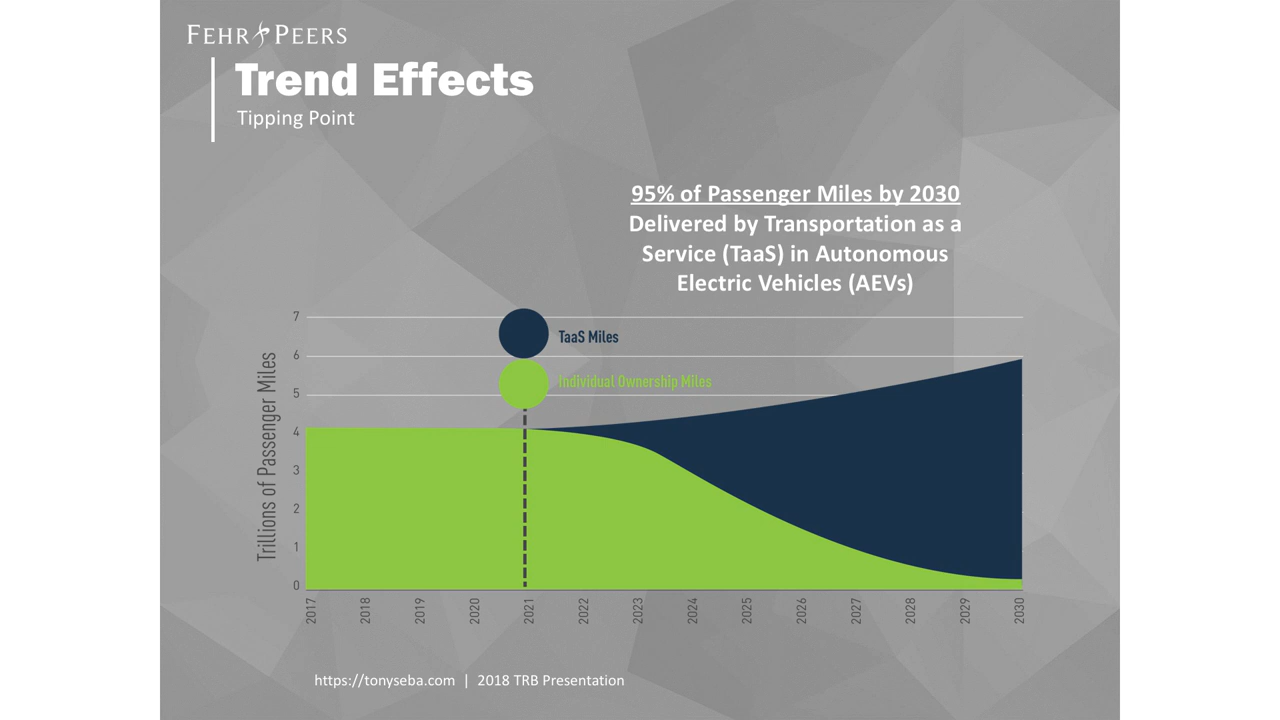 FEHR PEERS
Trend Effects
Tipping Point
95% of Passenger Miles by 2030
Delivered by Transportation as a
Service (TaaS) in Autonomous
Electric Vehicles (AEVs)
7
TaaS Miles
6
Individual Ownership Miles
5
4
3
2
1
0
Trillions of Passenger Miles
2017 2018 2019 2020 2021 2022 2023 2024 2025 2026 2027 2028 2029 2030
https://tonyseba.com | 2018 TRB Presentation